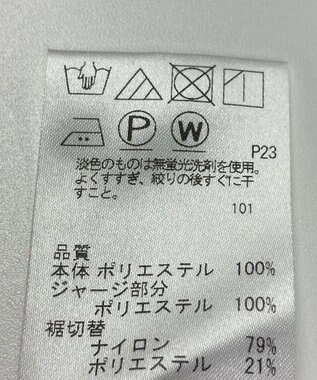 P W
P23
淡色のものは無蛍光洗剤を使用。
よくすすぎ、絞りの後すぐに干
すこと。
101
品質
本体 ポリエステル 100%
ジャージ部分
ポリエステル 100%
裾切替
ナイロン 79%
ポリエステル 21%